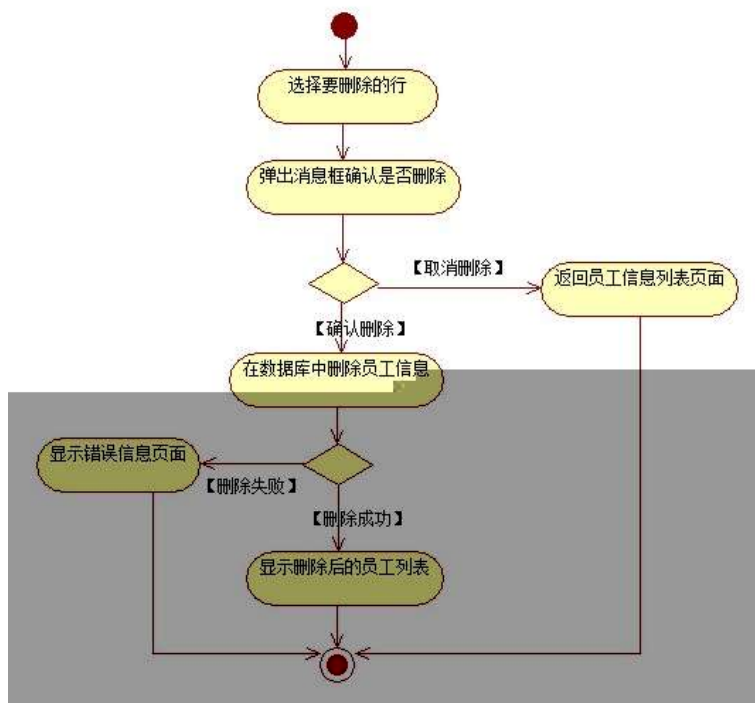 选择要删除的行
弹出消息框确认是否删除
【取消删除】
返回员工信息列表页面
【确认删除】
在数据库中删除员工信息
显示错误信息页面
【删除失败】
【删除成功】
显示删除后的员工列表